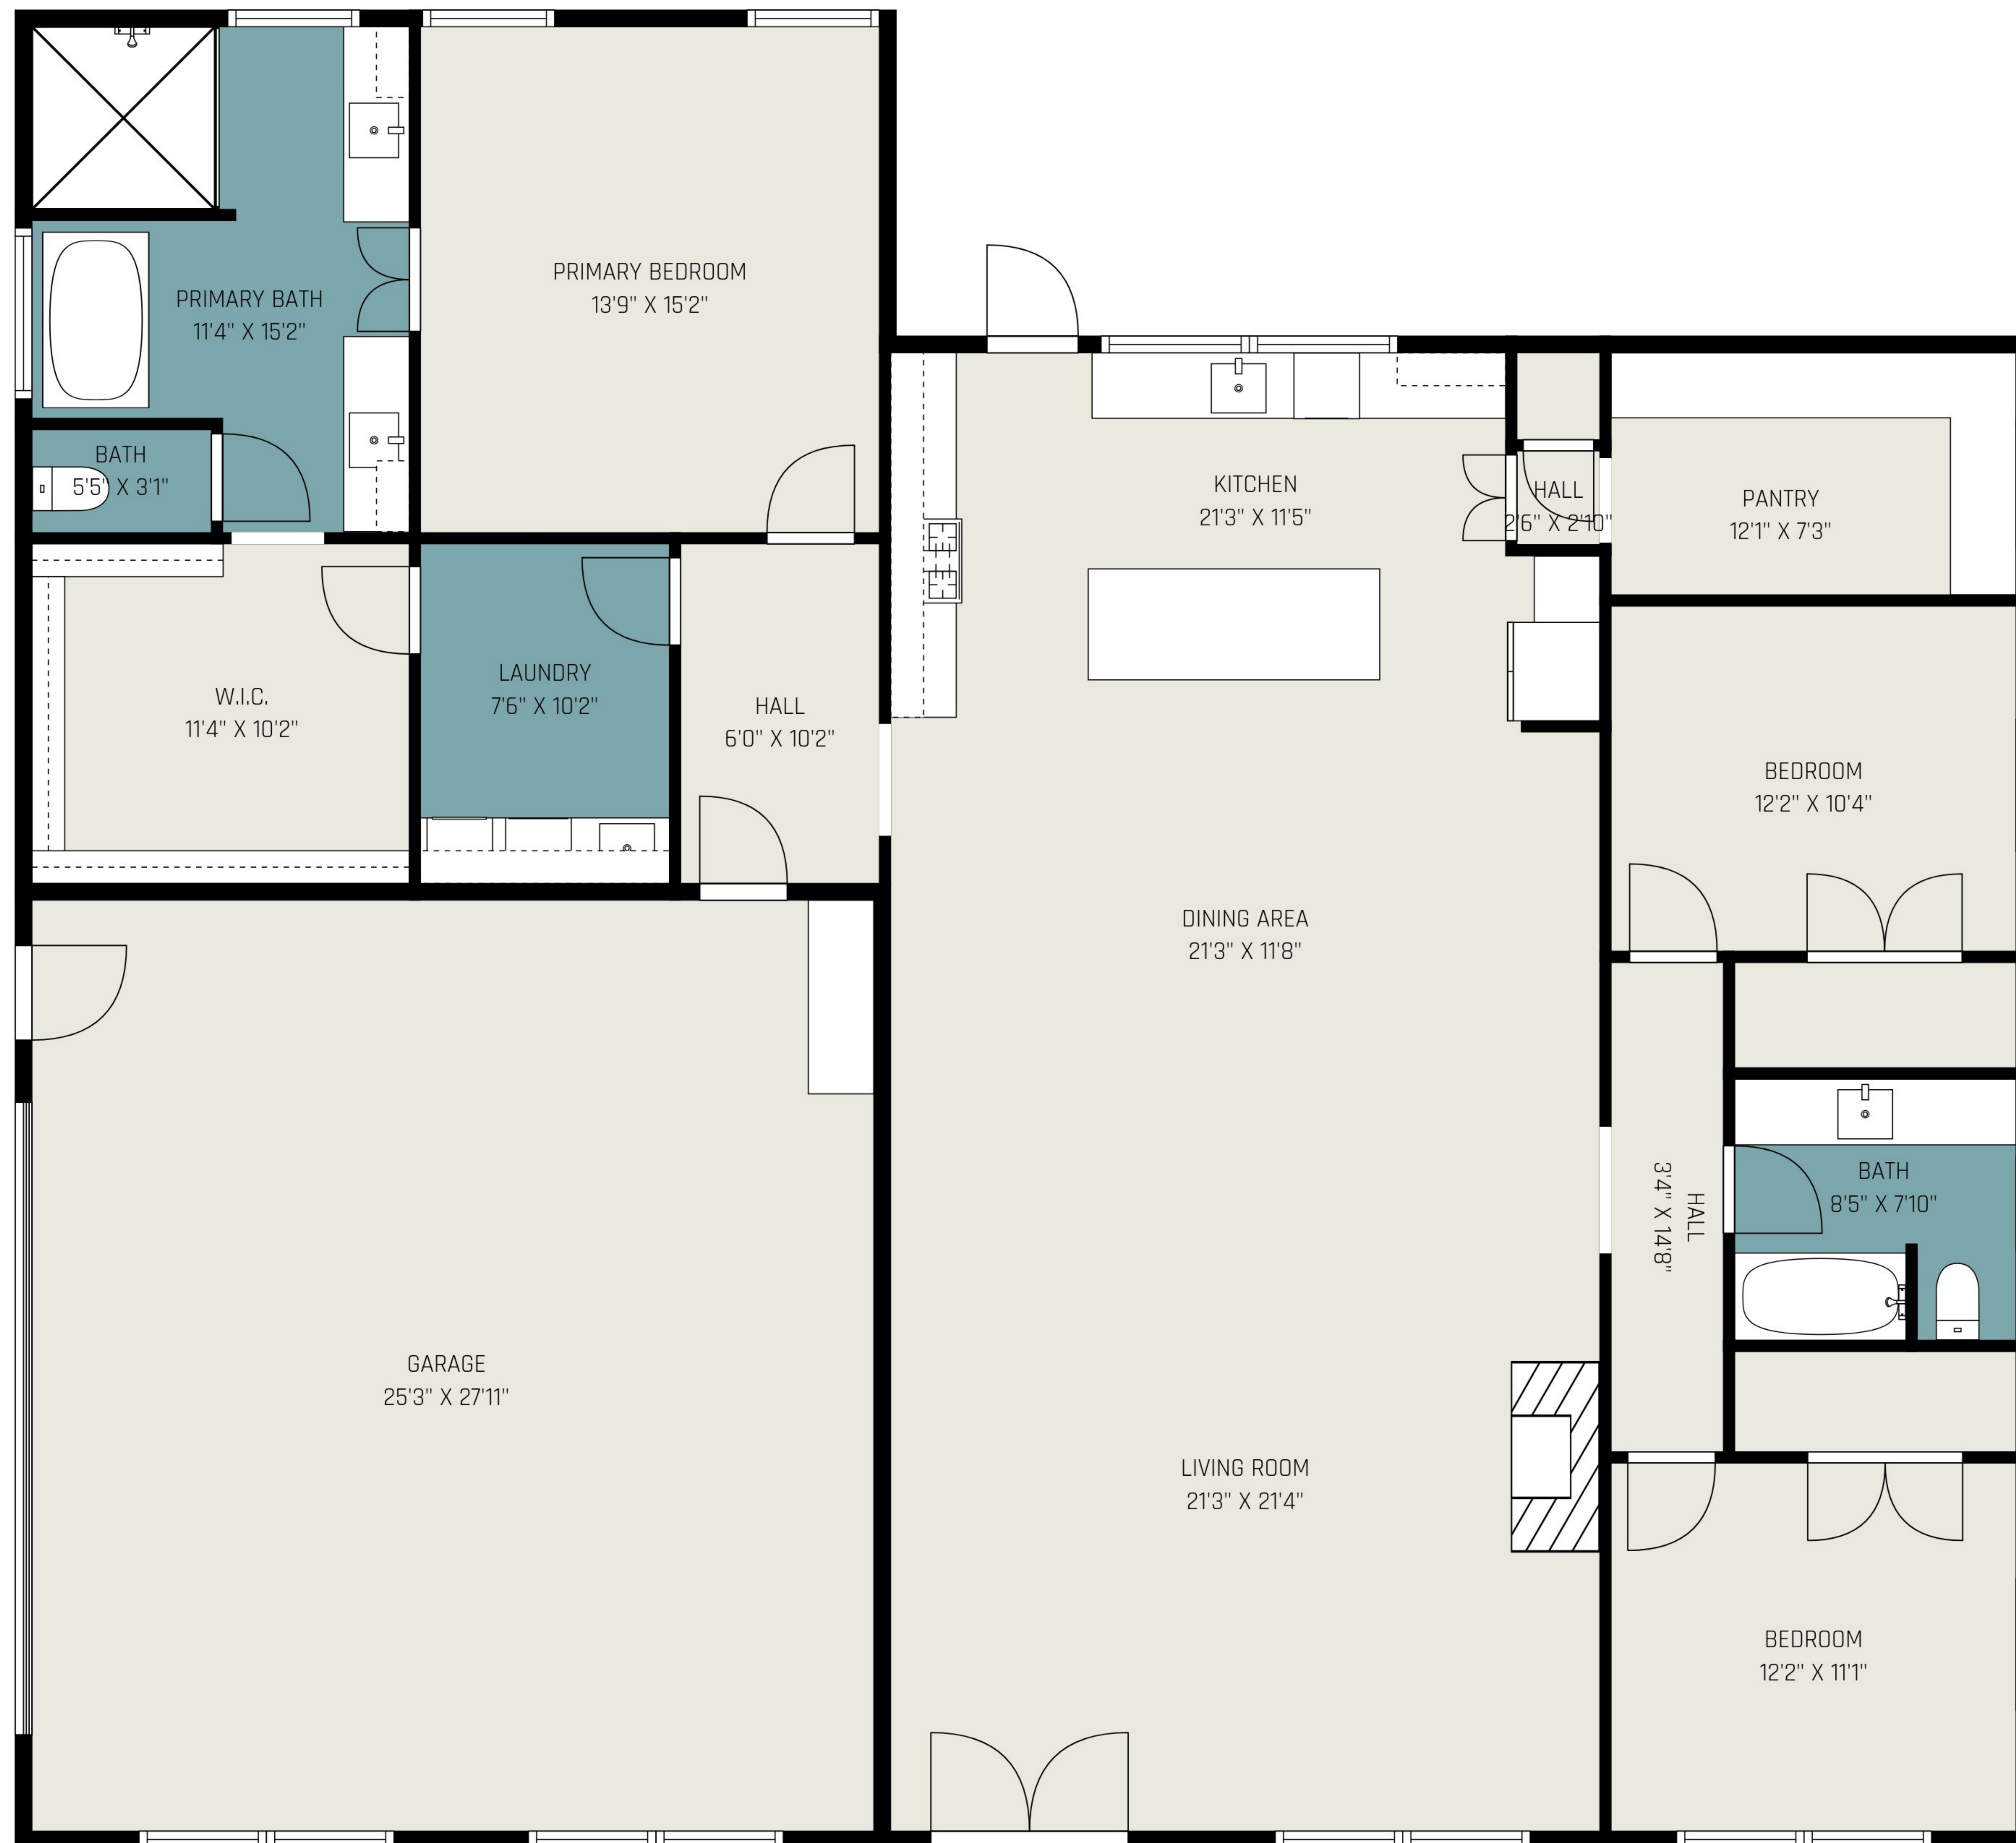 PRIMARY BATH
11'4" X 15'2"
PRIMARY BEDROOM
13'9" X 15'2"
BATH
5'5" X 3'1"
KITCHEN
21'3" X 11'5"
HALL
2'6" X 2'10"
PANTRY
12'1" X 7'3"
W.I.C.
11'4" X 10'2"
LAUNDRY
7'6" X 10'2"
HALL
6'0" X 10'2"
BEDROOM
12'2" X 10'4"
DINING AREA
21'3" X 11'8"
HALL
3'4" X 14'8"
BATH
8'5" X 7'10"
GARAGE
25'3" X 27'11"
LIVING ROOM
21'3" X 21'4"
BEDROOM
12'2" X 11'1"